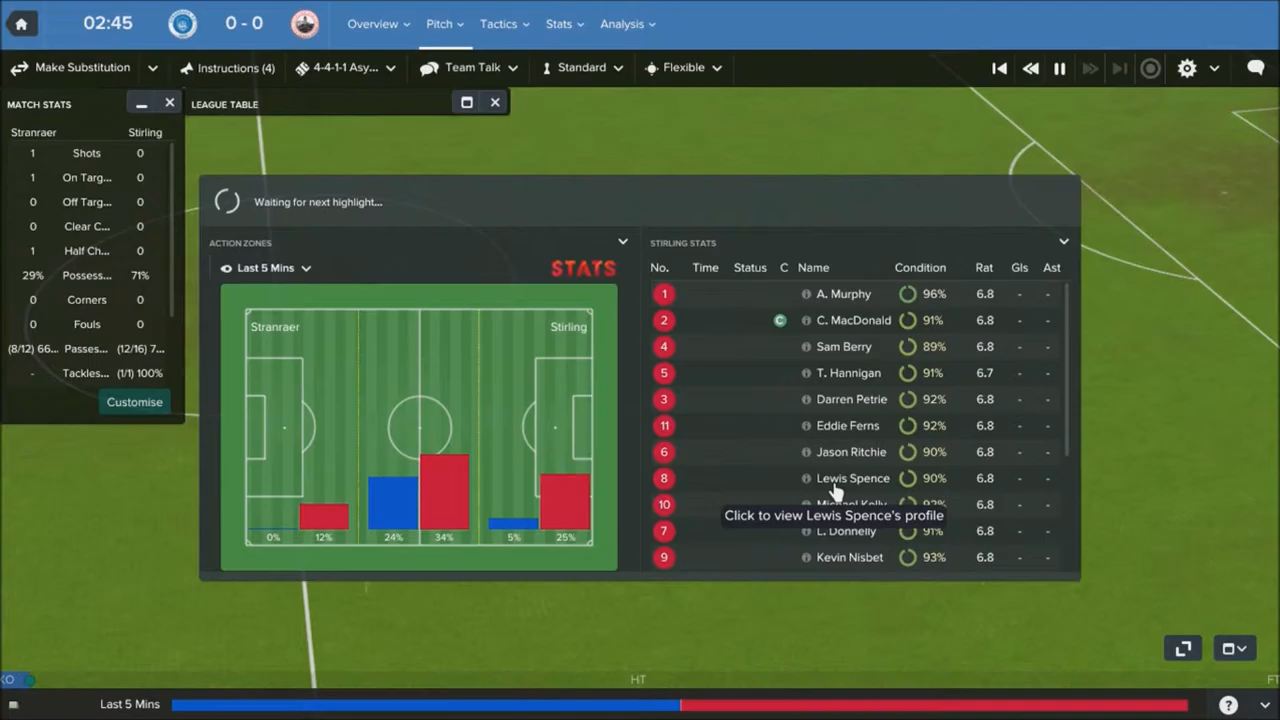 02:45
0 - 0
Overview
Pitch
Tactics
Stats
Analysis
Make Substitution
Instructions (4)
4-4-1-1 Asy...
Team Talk
Standard
Flexible
MATCH STATS
LEAGUE TABLE
Stranraer Stirling
1 Shots 0
1 On Targ... 0
0 Off Targ... 0
0 Clear C... 0
1 Half Ch... 0
29% Possess... 71%
0 Corners 0
0 Fouls 0
(8/12) 66... Passes... (12/16) 7...
- Tackles... (1/1) 100%
Customise
Waiting for next highlight...
ACTION ZONES
Last 5 Mins
STATS
Stranraer Stirling
0% 12% 24% 34% 5% 25%
STIRLING STATS
No. Time Status C Name Condition Rat Gls Ast
1 A. Murphy 96% 6.8 - -
2 C C. MacDonald 91% 6.8 - -
4 Sam Berry 89% 6.8 - -
5 T. Hannigan 91% 6.7 - -
3 Darren Petrie 92% 6.8 - -
11 Eddie Ferns 92% 6.8 - -
6 Jason Ritchie 90% 6.8 - -
8 Lewis Spence 90% 6.8 - -
10 Michael Kelly 92% 6.8 - -
Click to view Lewis Spence's profile
7 L. Donnelly 91% 6.8 - -
9 Kevin Nisbet 93% 6.8 - -
KO HT FT
Last 5 Mins
?